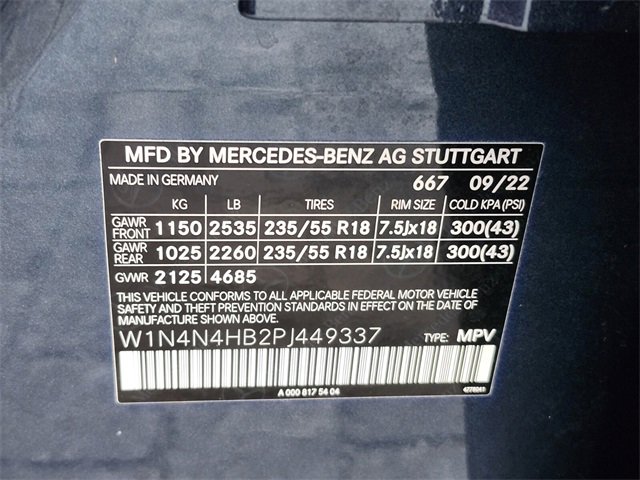 MFD BY MERCEDES-BENZ AG STUTTGART
MADE IN GERMANY 667 09/22
KG LB TIRES RIM SIZE COLD KPA (PSI)
GAWR FRONT 1150 2535 235/55 R18 7.5Jx18 300(43)
GAWR REAR 1025 2260 235/55 R18 7.5Jx18 300(43)
GVWR 2125 4685
THIS VEHICLE CONFORMS TO ALL APPLICABLE FEDERAL MOTOR VEHICLE
SAFETY AND THEFT PREVENTION STANDARDS IN EFFECT ON THE DATE OF
MANUFACTURE SHOWN ABOVE.
W1N4N4HB2PJ449337 TYPE: MPV
A 000 817 54 04